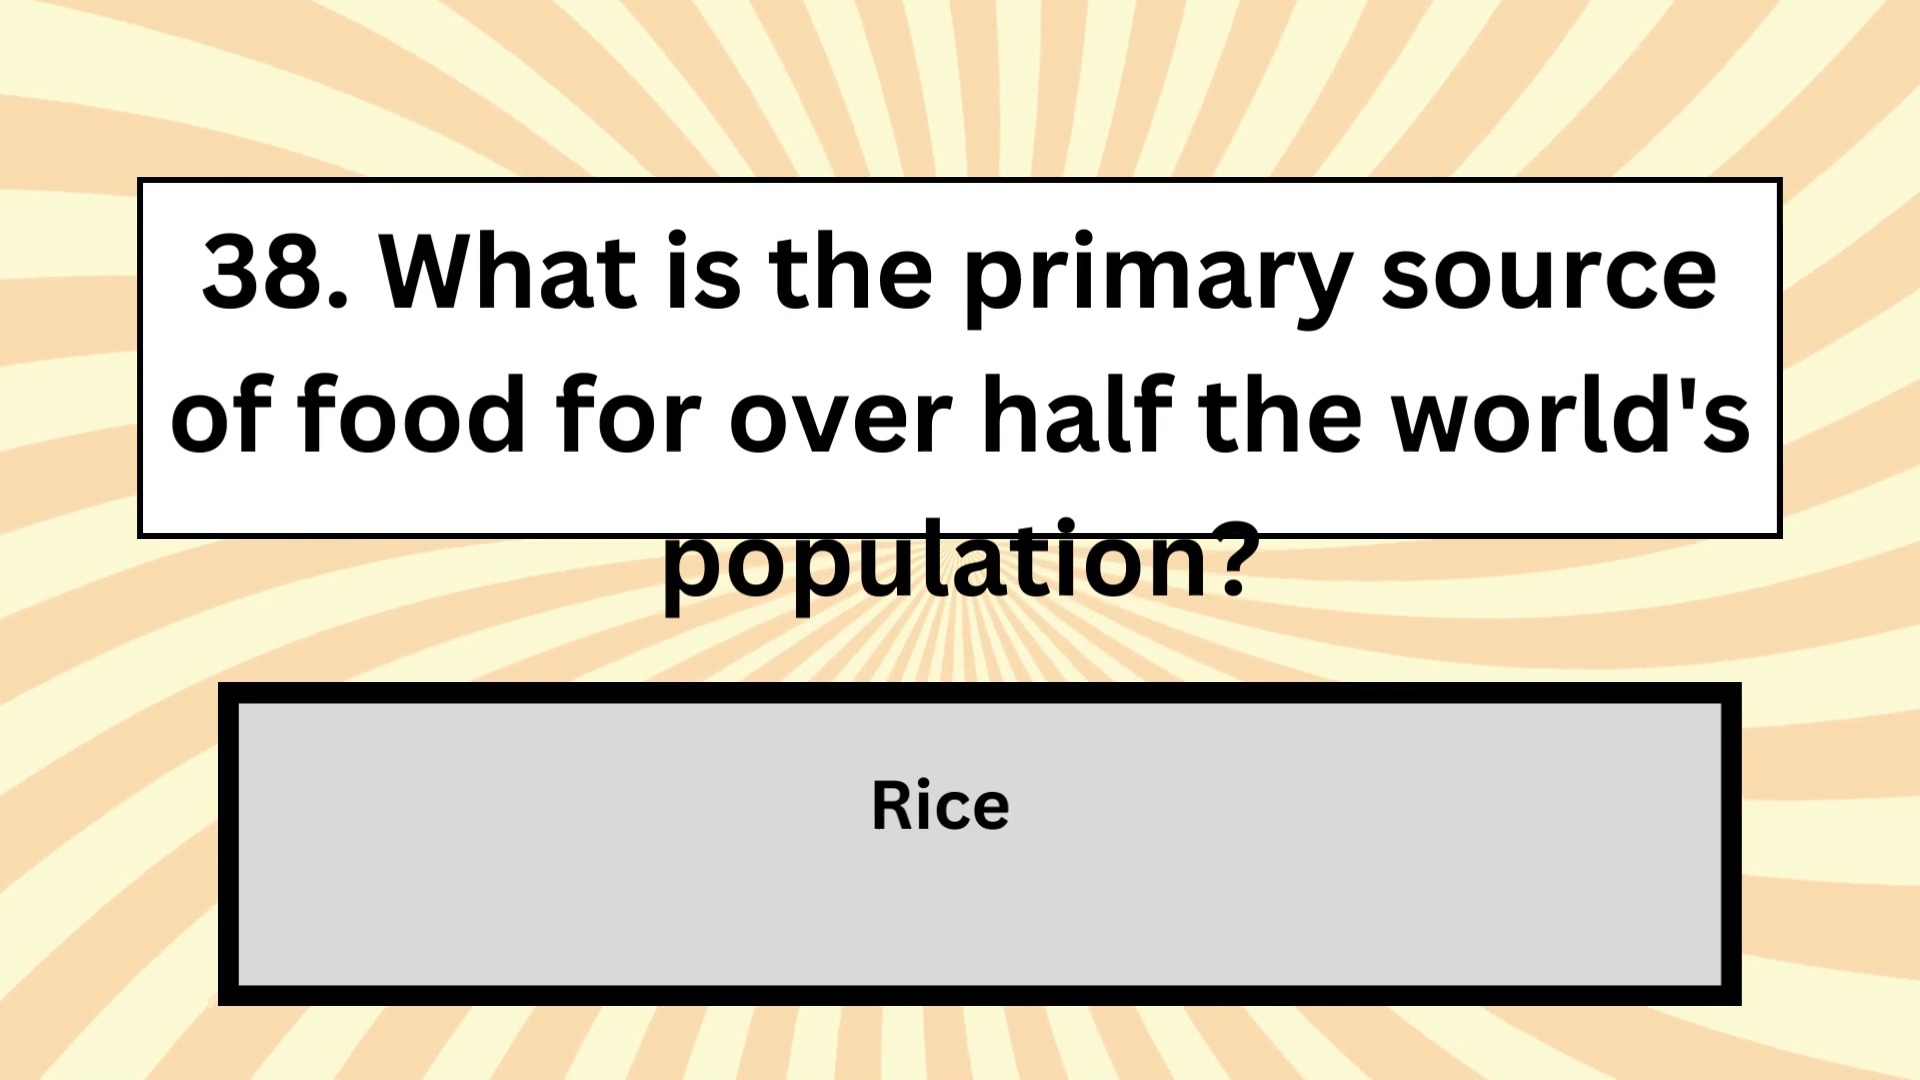 38. What is the primary source
of food for over half the world's
population?
Rice